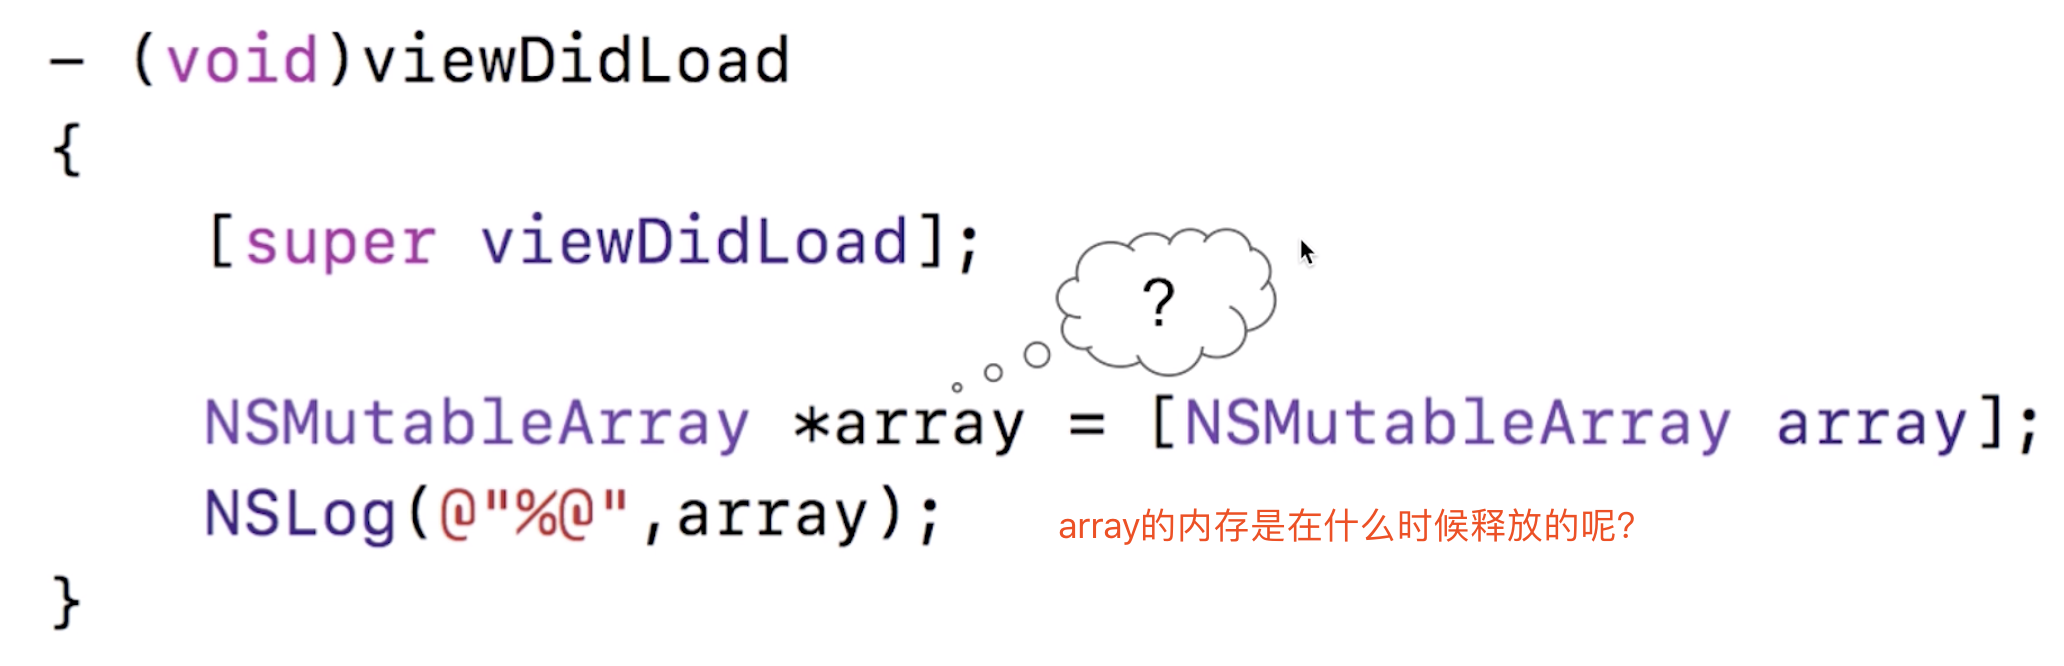 - (void)viewDidLoad
{
[super viewDidLoad];
?
NSMutableArray *array = [NSMutableArray array];
NSLog(@"%@",array);
array的内存是在什么时候释放的呢?
}